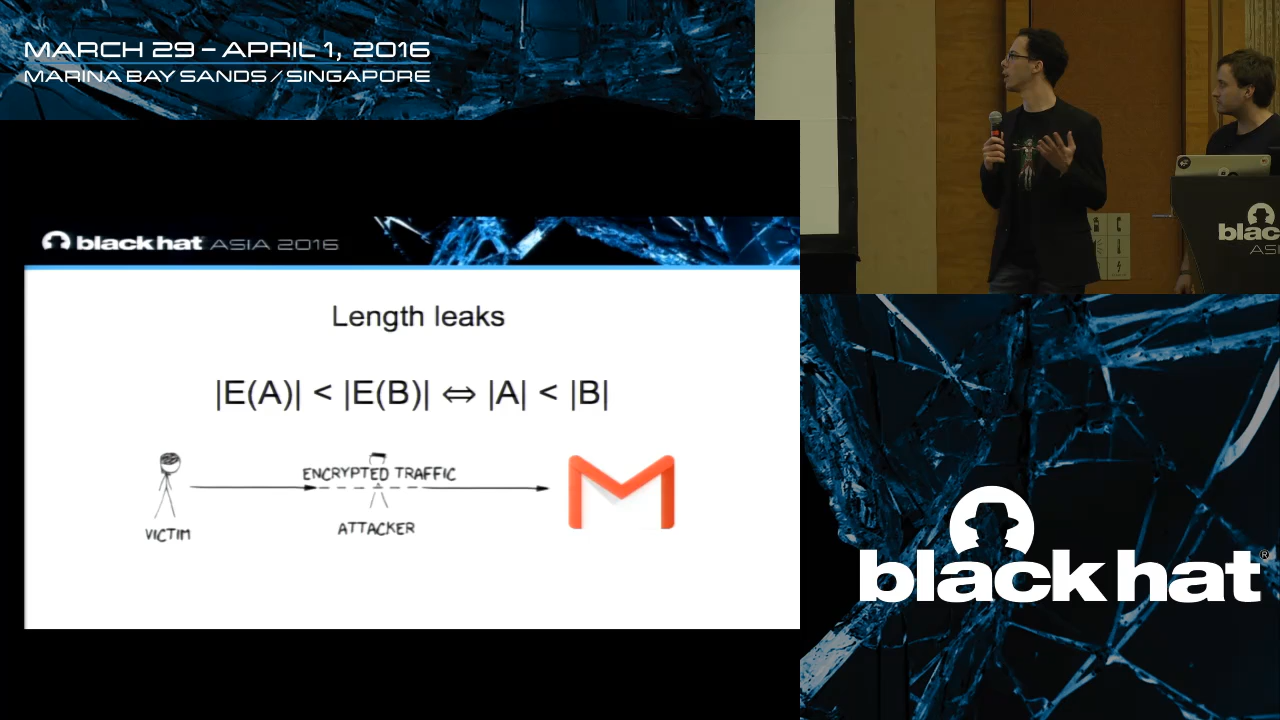 MARCH 29 – APRIL 1, 2016
MARINA BAY SANDS / SINGAPORE
black hat ASIA 2016
Length leaks
|E(A)| < |E(B)| ⇔ |A| < |B|
ENCRYPTED TRAFFIC
VICTIM
ATTACKER
black hat®